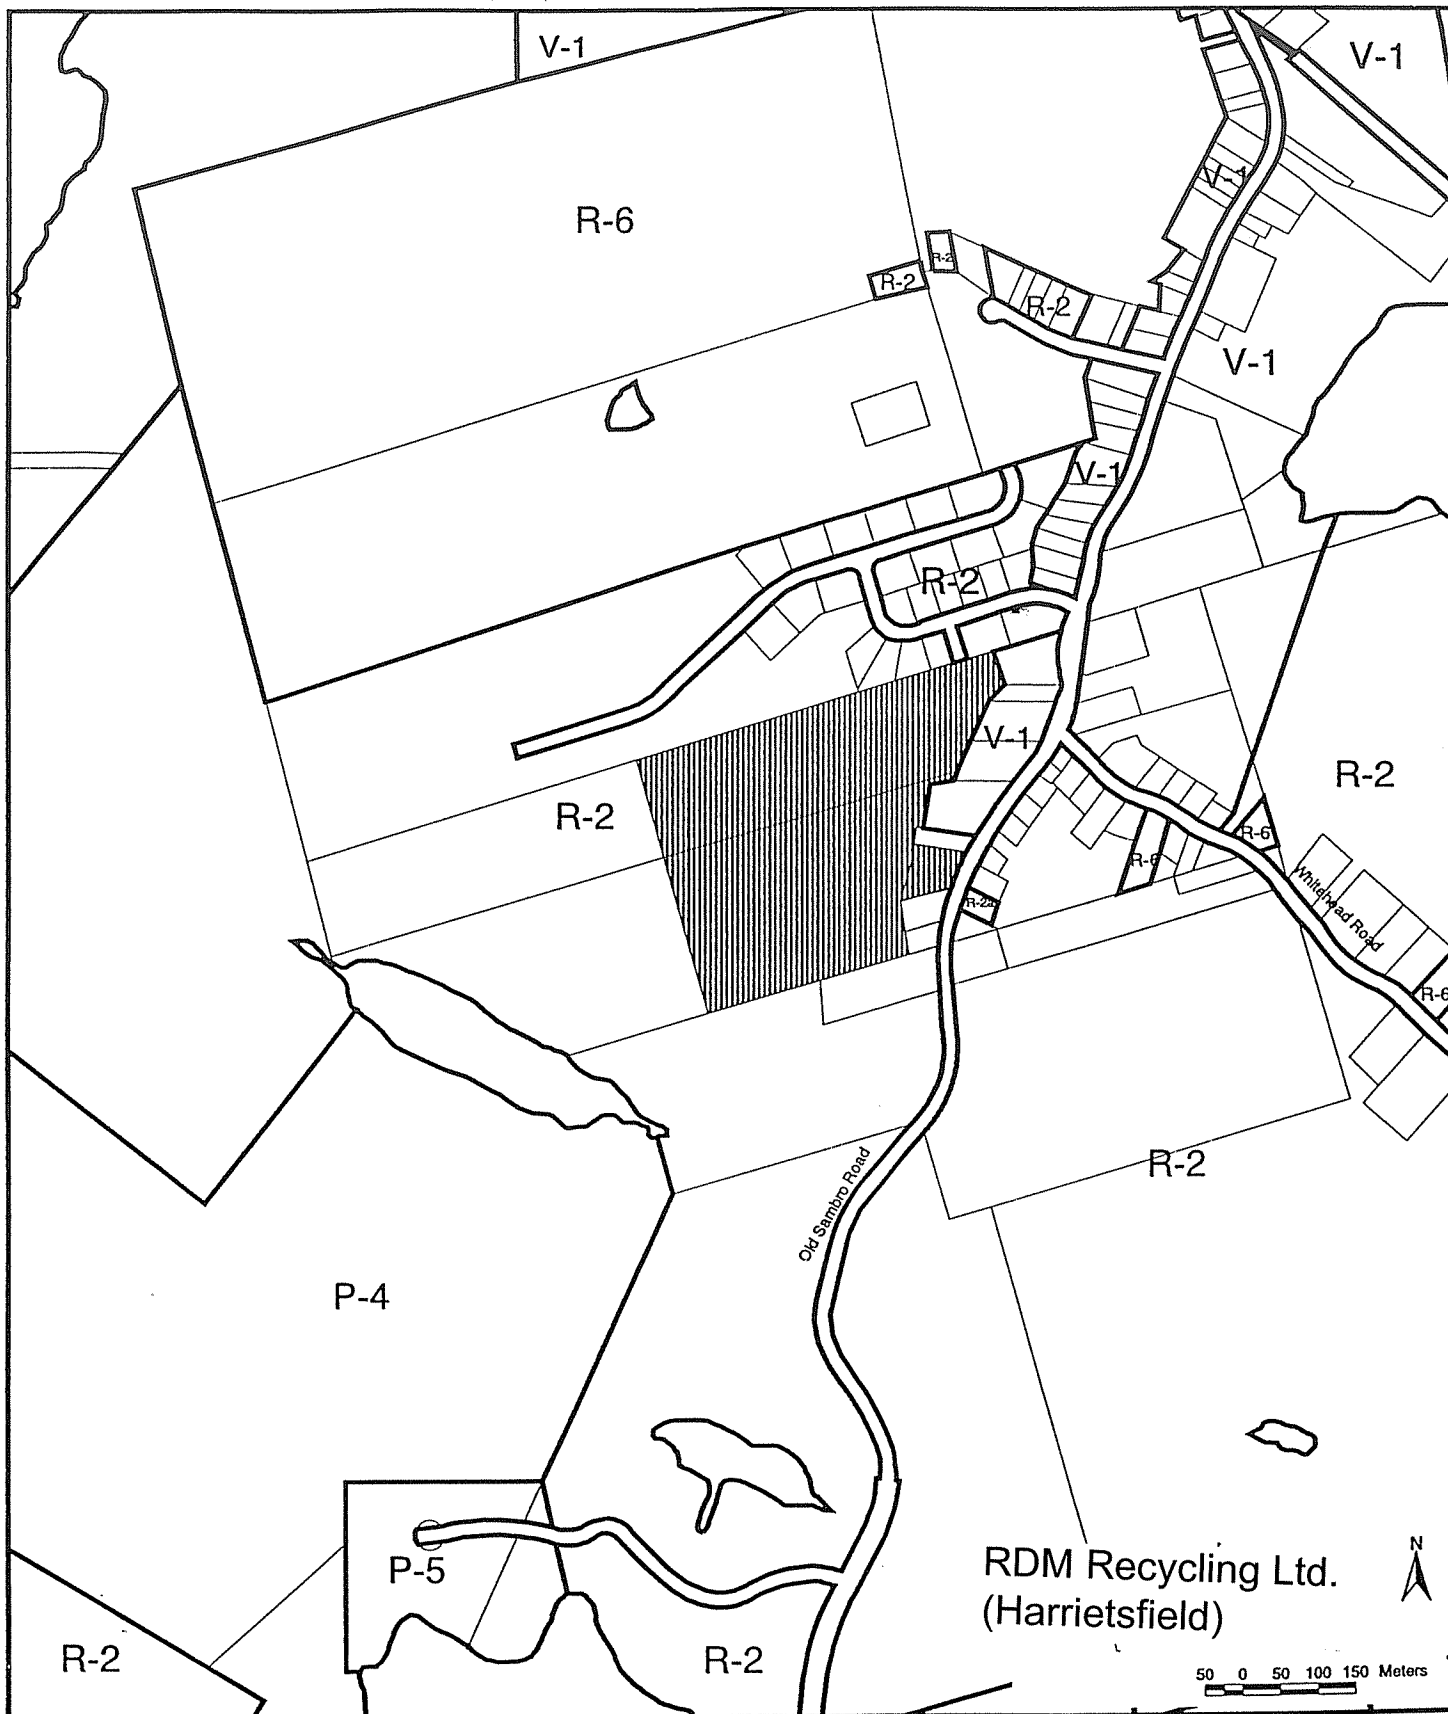 V-1
V-1
V-1
R-6
R-2
R-2
R-2
V-1
V-1
R-2
V-1
R-2
R-2
R-6
R-6
Whitehead Road
R-2a
R-6
R-2
Old Sambro Road
P-4
P-5
R-2
R-2
RDM Recycling Ltd.
(Harrietsfield)
N
50 0 50 100 150 Meters